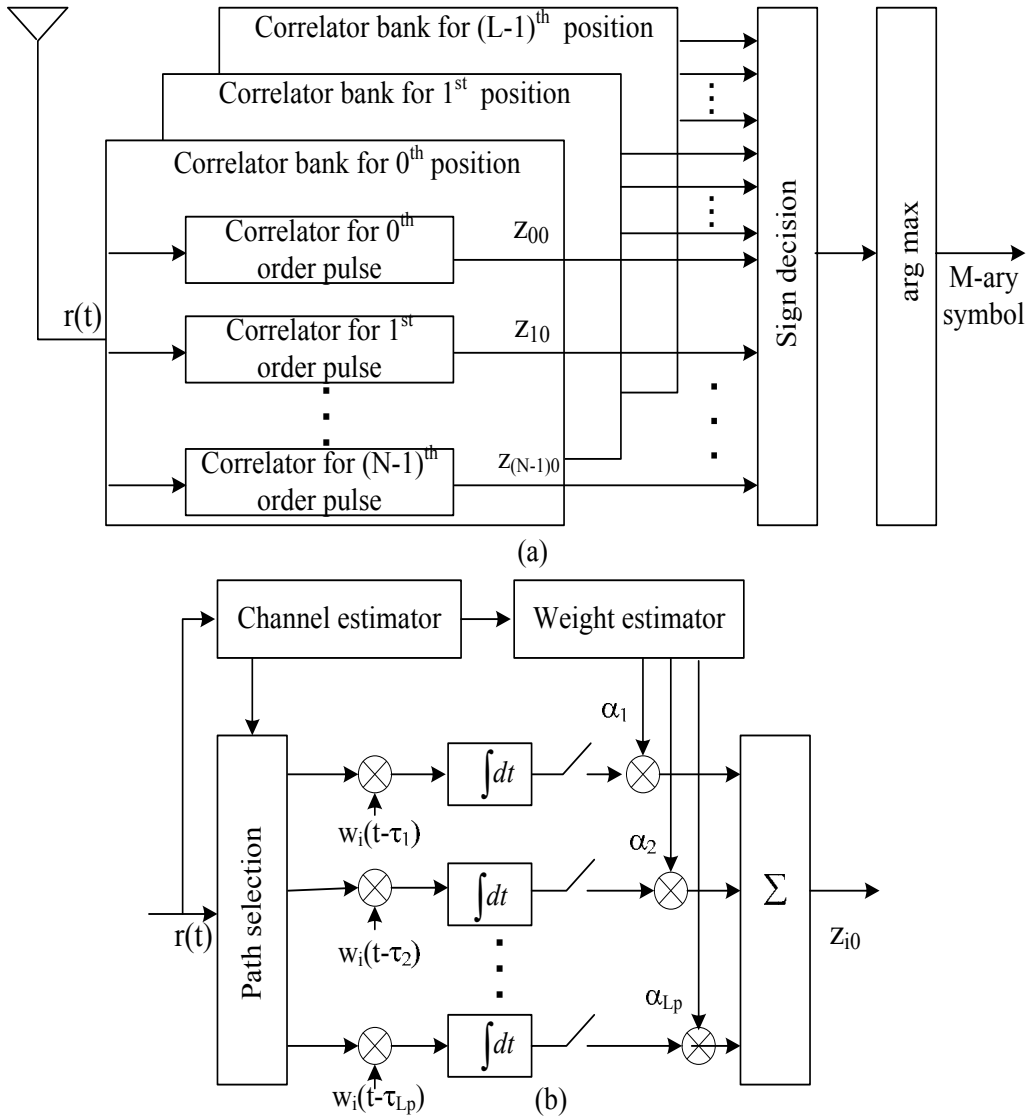 Correlator bank for (L-1)th position
Correlator bank for 1st position
Correlator bank for 0th position
Correlator for 0th
order pulse
z00
r(t)
Correlator for 1st
order pulse
z10
Correlator for (N-1)th
order pulse
z(N-1)0
Sign decision
arg max
M-ary
symbol
(a)
Channel estimator
Weight estimator
Path selection
r(t)
∫dt
α1
wi(t-τ1)
∫dt
α2
wi(t-τ2)
∫dt
αLp
wi(t-τLp)
Σ
zi0
(b)